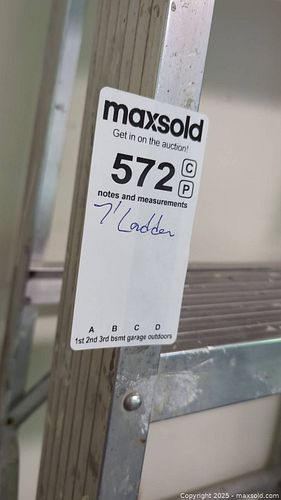 maxsold
Get in on the auction!
572 C
P
notes and measurements
7' Ladder
A B C D
1st 2nd 3rd bsmt garage outdoors
Copyright © 2025 - maxsold.com